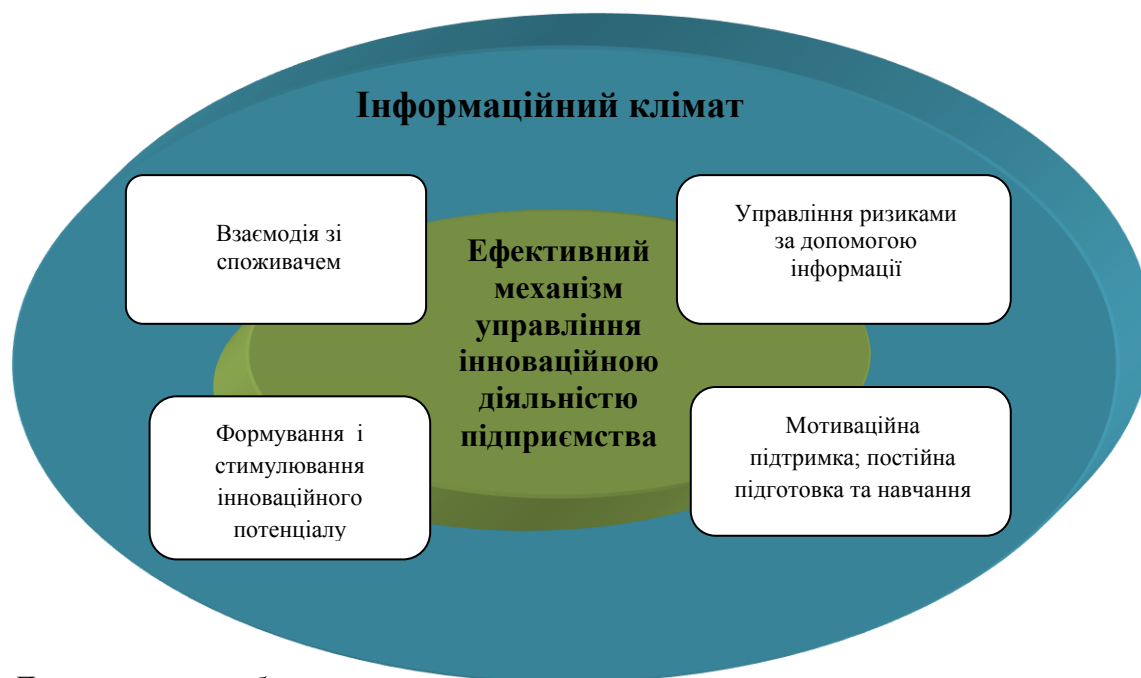 Інформаційний клімат
Взаємодія зі
споживачем
Управління ризиками
за допомогою
інформації
Ефективний
механізм
управління
інноваційною
діяльністю
підприємства
Формування і
стимулювання
інноваційного
потенціалу
Мотиваційна
підтримка; постійна
підготовка та навчання